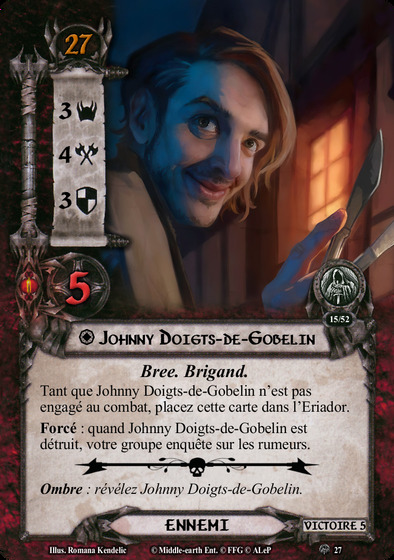 27
3
4
3
5
15/52
Johnny Doigts-de-Gobelin
Bree. Brigand.
Tant que Johnny Doigts-de-Gobelin n'est pas
engagé au combat, placez cette carte dans l'Eriador.
Forcé : quand Johnny Doigts-de-Gobelin est
détruit, votre groupe enquête sur les rumeurs.
Ombre : révélez Johnny Doigts-de-Gobelin.
ENNEMI
VICTOIRE 5
Illus. Romana Kendelic
© Middle-earth Ent. © FFG © ALeP
27